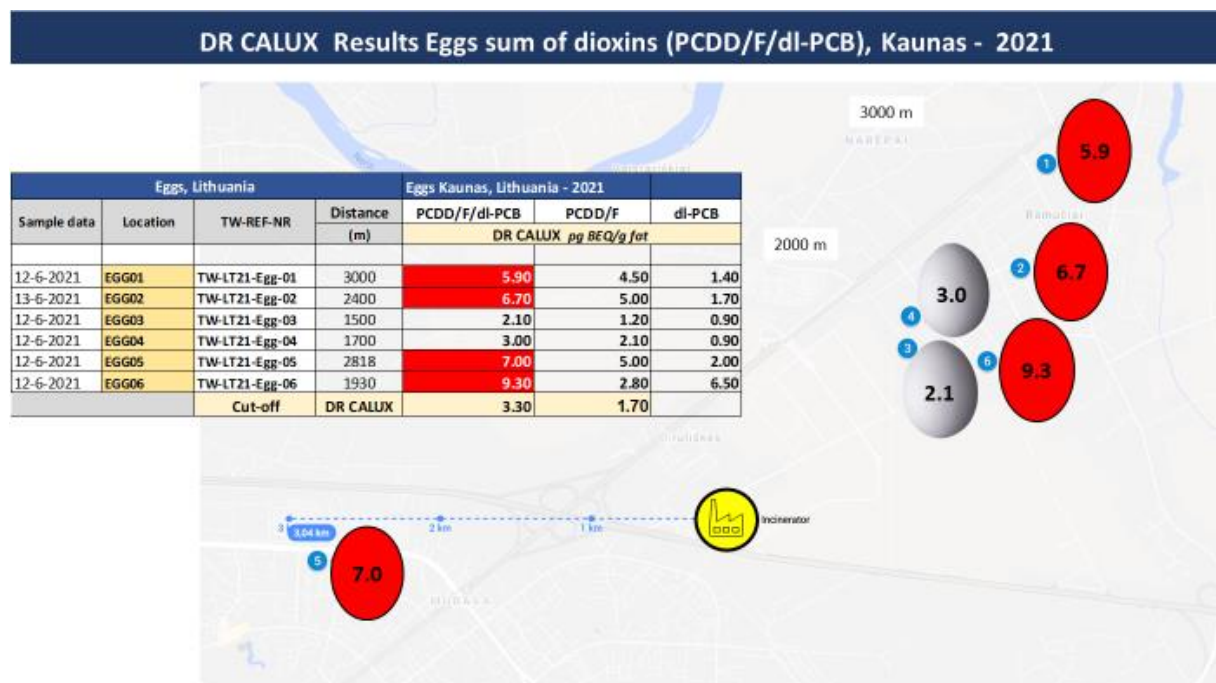 DR CALUX Results Eggs sum of dioxins (PCDD/F/dl-PCB), Kaunas - 2021
3000 m
5.9
1
Eggs, Lithuania Eggs Kaunas, Lithuania - 2021
Sample data Location TW-REF-NR Distance PCDD/F/dl-PCB PCDD/F dl-PCB
(m) DR CALUX pg BEQ/g fat
12-6-2021 EGG01 TW-LT21-Egg-01 3000 5.90 4.50 1.40
13-6-2021 EGG02 TW-LT21-Egg-02 2400 6.70 5.00 1.70
12-6-2021 EGG03 TW-LT21-Egg-03 1500 2.10 1.20 0.90
12-6-2021 EGG04 TW-LT21-Egg-04 1700 3.00 2.10 0.90
12-6-2021 EGG05 TW-LT21-Egg-05 2818 7.00 5.00 2.00
12-6-2021 EGG06 TW-LT21-Egg-06 1930 9.30 2.80 6.50
Cut-off DR CALUX 3.30 1.70
Ramučiai
2000 m
2 6.7
3.0
4
3
6 9.3
2.1
Incinerator
3 3,04 km 2 km 1 km
5
7.0